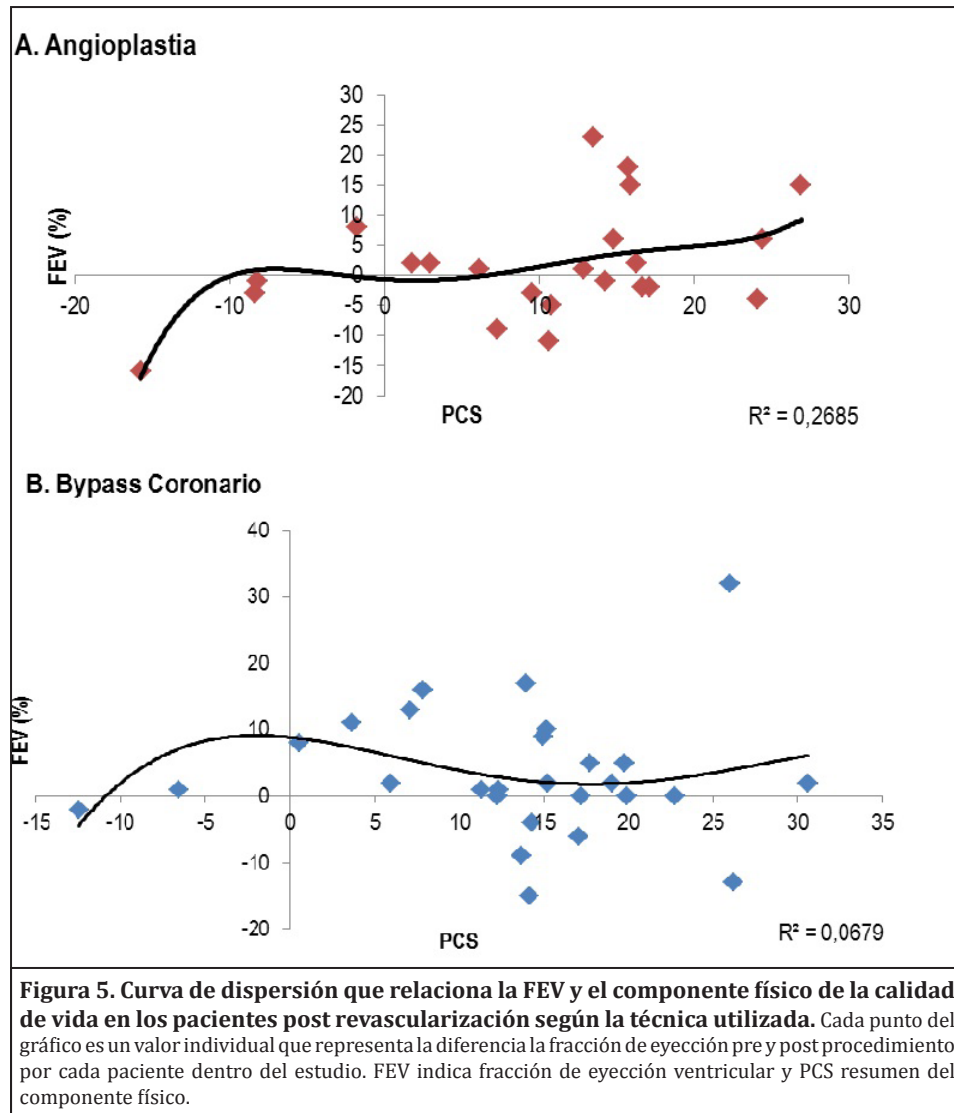 A. Angioplastia
30
25
20
15
10
5
0
-5
-10
-15
-20
-20
-10
0
10
20
30
FEV (%)
PCS
R² = 0,2685
B. Bypass Coronario
40
30
20
10
0
-10
-20
-15
-10
-5
0
5
10
15
20
25
30
35
FEV (%)
PCS
R² = 0,0679
Figura 5. Curva de dispersión que relaciona la FEV y el componente físico de la calidad
de vida en los pacientes post revascularización según la técnica utilizada. Cada punto del
gráfico es un valor individual que representa la diferencia la fracción de eyección pre y post procedimiento
por cada paciente dentro del estudio. FEV indica fracción de eyección ventricular y PCS resumen del
componente físico.